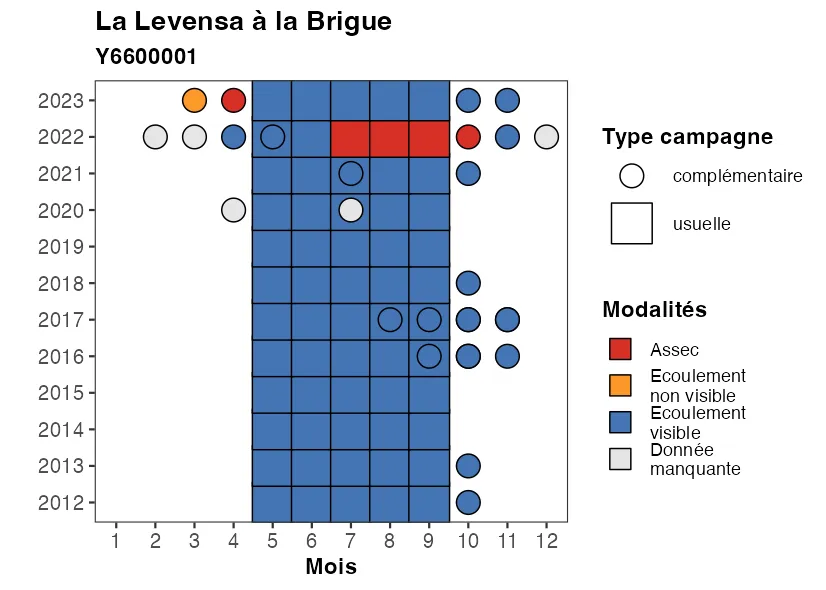 La Levensa à la Brigue
Y6600001
2023
2022
2021
2020
2019
2018
2017
2016
2015
2014
2013
2012
1 2 3 4 5 6 7 8 9 10 11 12
Mois
Type campagne
complémentaire
usuelle
Modalités
Assec
Ecoulement
non visible
Ecoulement
visible
Donnée
manquante